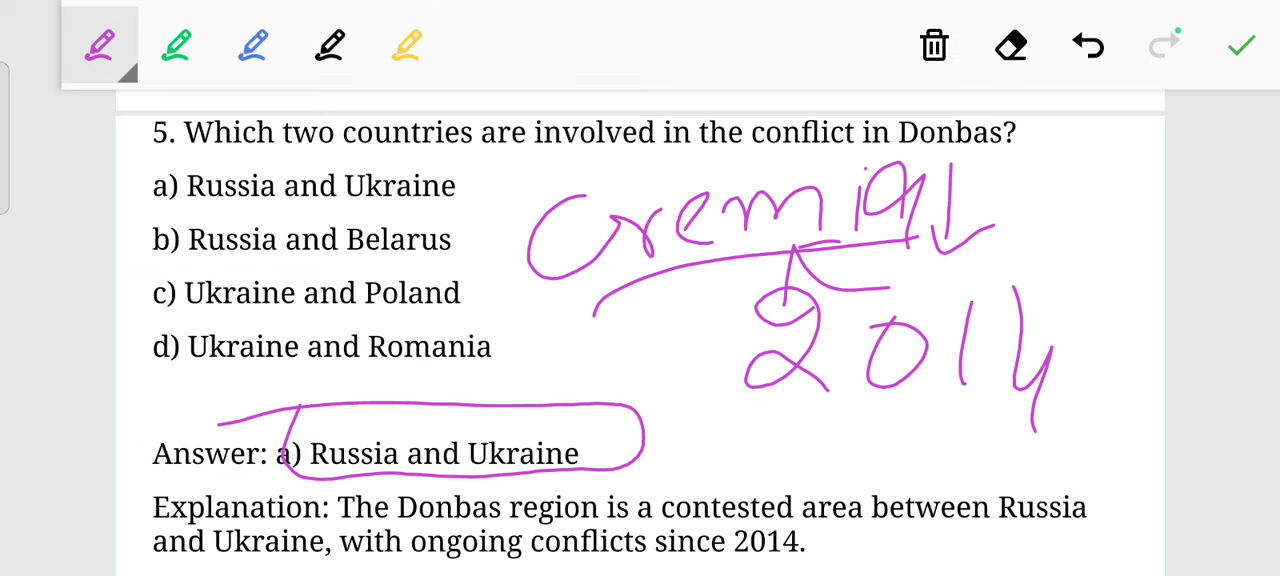 5. Which two countries are involved in the conflict in Donbas?
a) Russia and Ukraine
b) Russia and Belarus
c) Ukraine and Poland
d) Ukraine and Romania
2014
Answer: a) Russia and Ukraine
Explanation: The Donbas region is a contested area between Russia
and Ukraine, with ongoing conflicts since 2014.